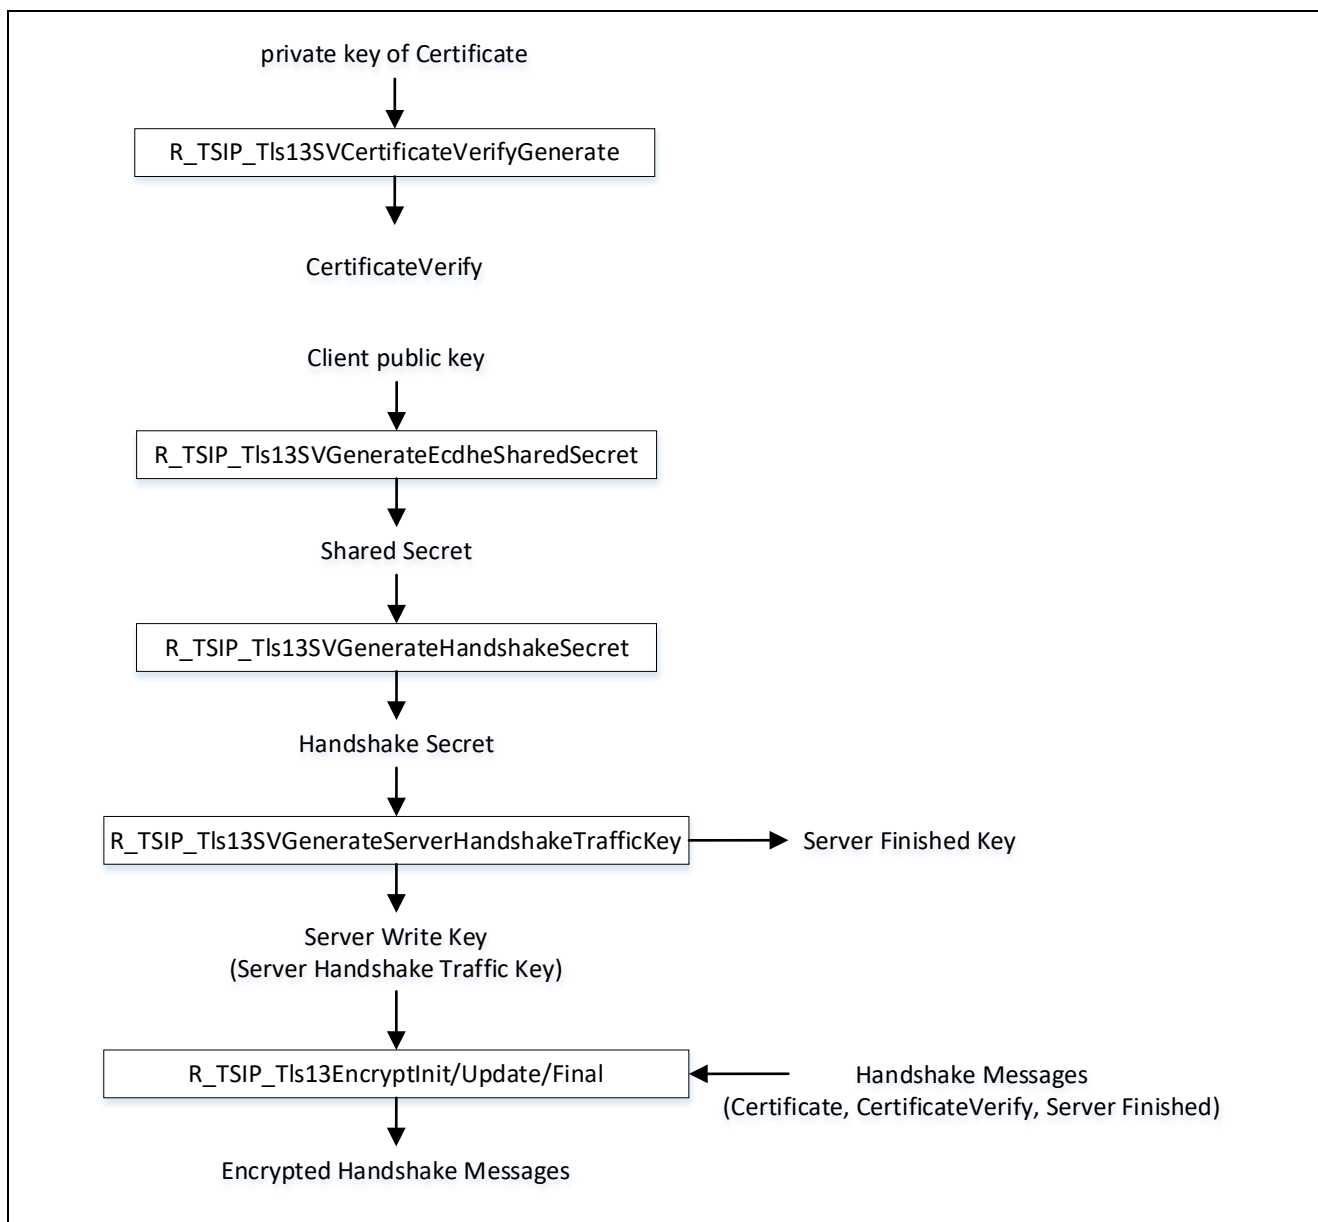 private key of Certificate
R_TSIP_Tls13SVCertificateVerifyGenerate
CertificateVerify
Client public key
R_TSIP_Tls13SVGenerateEcdheSharedSecret
Shared Secret
R_TSIP_Tls13SVGenerateHandshakeSecret
Handshake Secret
R_TSIP_Tls13SVGenerateServerHandshakeTrafficKey
Server Finished Key
Server Write Key
(Server Handshake Traffic Key)
R_TSIP_Tls13EncryptInit/Update/Final
Handshake Messages
(Certificate, CertificateVerify, Server Finished)
Encrypted Handshake Messages